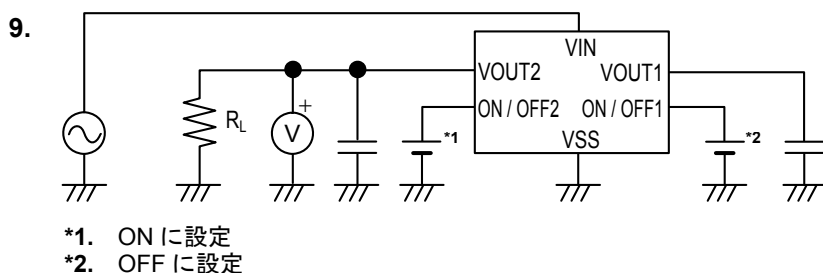 9.
VIN
VOUT2 VOUT1
ON / OFF2 ON / OFF1
VSS
RL
+
V
*1
*2
*1. ON に設定
*2. OFF に設定